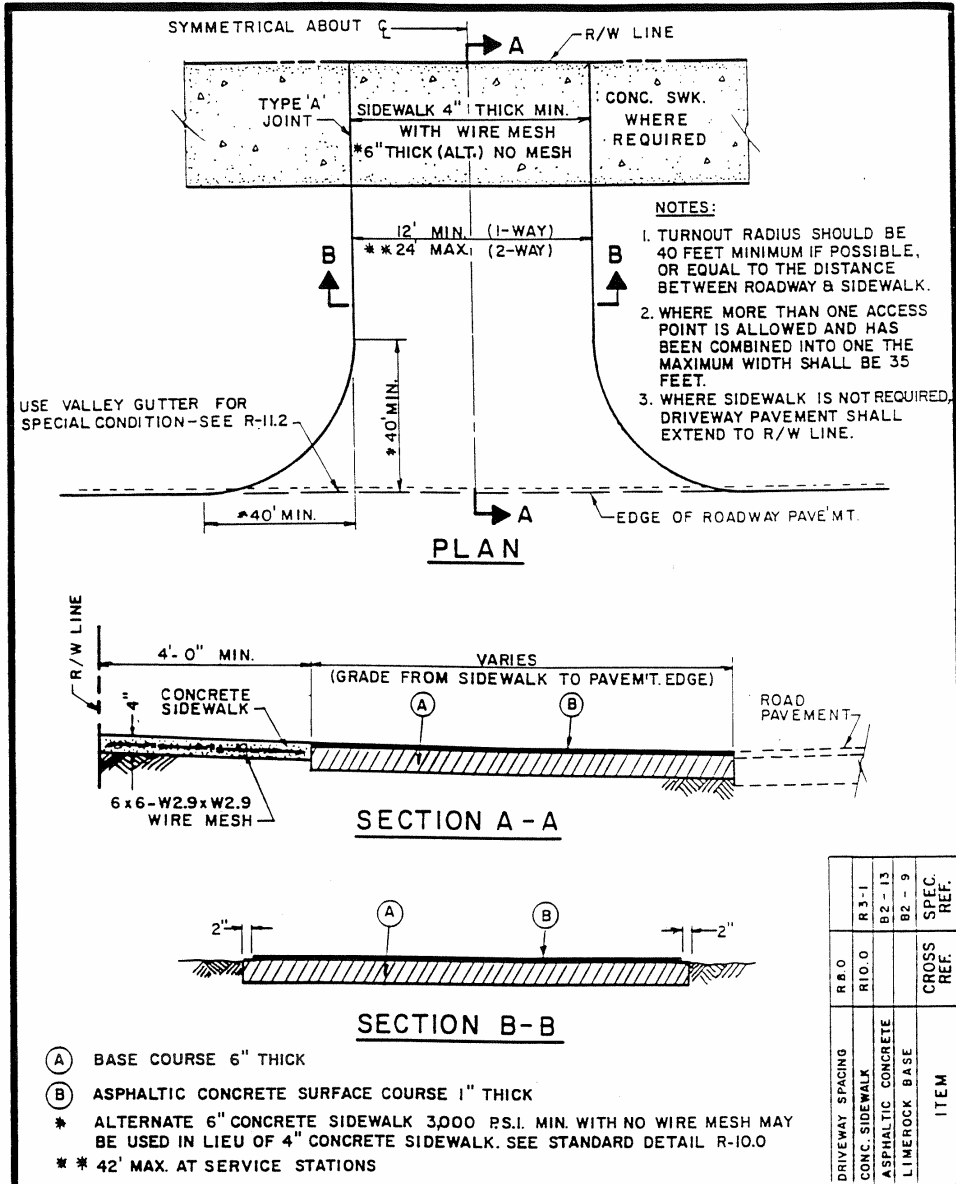 SYMMETRICAL ABOUT ℄
A
R/W LINE
TYPE 'A'
JOINT
SIDEWALK 4" THICK MIN.
WITH WIRE MESH
*6" THICK (ALT.) NO MESH
CONC. SWK.
WHERE
REQUIRED
12' MIN. (1-WAY)
**24' MAX. (2-WAY)
B
B
NOTES:
1. TURNOUT RADIUS SHOULD BE
40 FEET MINIMUM IF POSSIBLE,
OR EQUAL TO THE DISTANCE
BETWEEN ROADWAY & SIDEWALK.
2. WHERE MORE THAN ONE ACCESS
POINT IS ALLOWED AND HAS
BEEN COMBINED INTO ONE THE
MAXIMUM WIDTH SHALL BE 35
FEET.
3. WHERE SIDEWALK IS NOT REQUIRED,
DRIVEWAY PAVEMENT SHALL
EXTEND TO R/W LINE.
USE VALLEY GUTTER FOR
SPECIAL CONDITION-SEE R-11.2
*40' MIN.
*40' MIN.
A
EDGE OF ROADWAY PAVE'MT.
PLAN
R/W LINE
4'-0" MIN.
VARIES
(GRADE FROM SIDEWALK TO PAVEM'T. EDGE)
4"
CONCRETE
SIDEWALK
A
B
ROAD
PAVEMENT
6x6-W2.9xW2.9
WIRE MESH
SECTION A-A
2"
A
B
2"
SECTION B-B
A BASE COURSE 6" THICK
B ASPHALTIC CONCRETE SURFACE COURSE 1" THICK
* ALTERNATE 6" CONCRETE SIDEWALK 3,000 P.S.I. MIN. WITH NO WIRE MESH MAY
BE USED IN LIEU OF 4" CONCRETE SIDEWALK. SEE STANDARD DETAIL R-10.0
** 42' MAX. AT SERVICE STATIONS
DRIVEWAY SPACING R8.0
CONC. SIDEWALK R10.0 R3-1
ASPHALTIC CONCRETE B2-13
LIMEROCK BASE B2-9
ITEM CROSS REF. SPEC. REF.